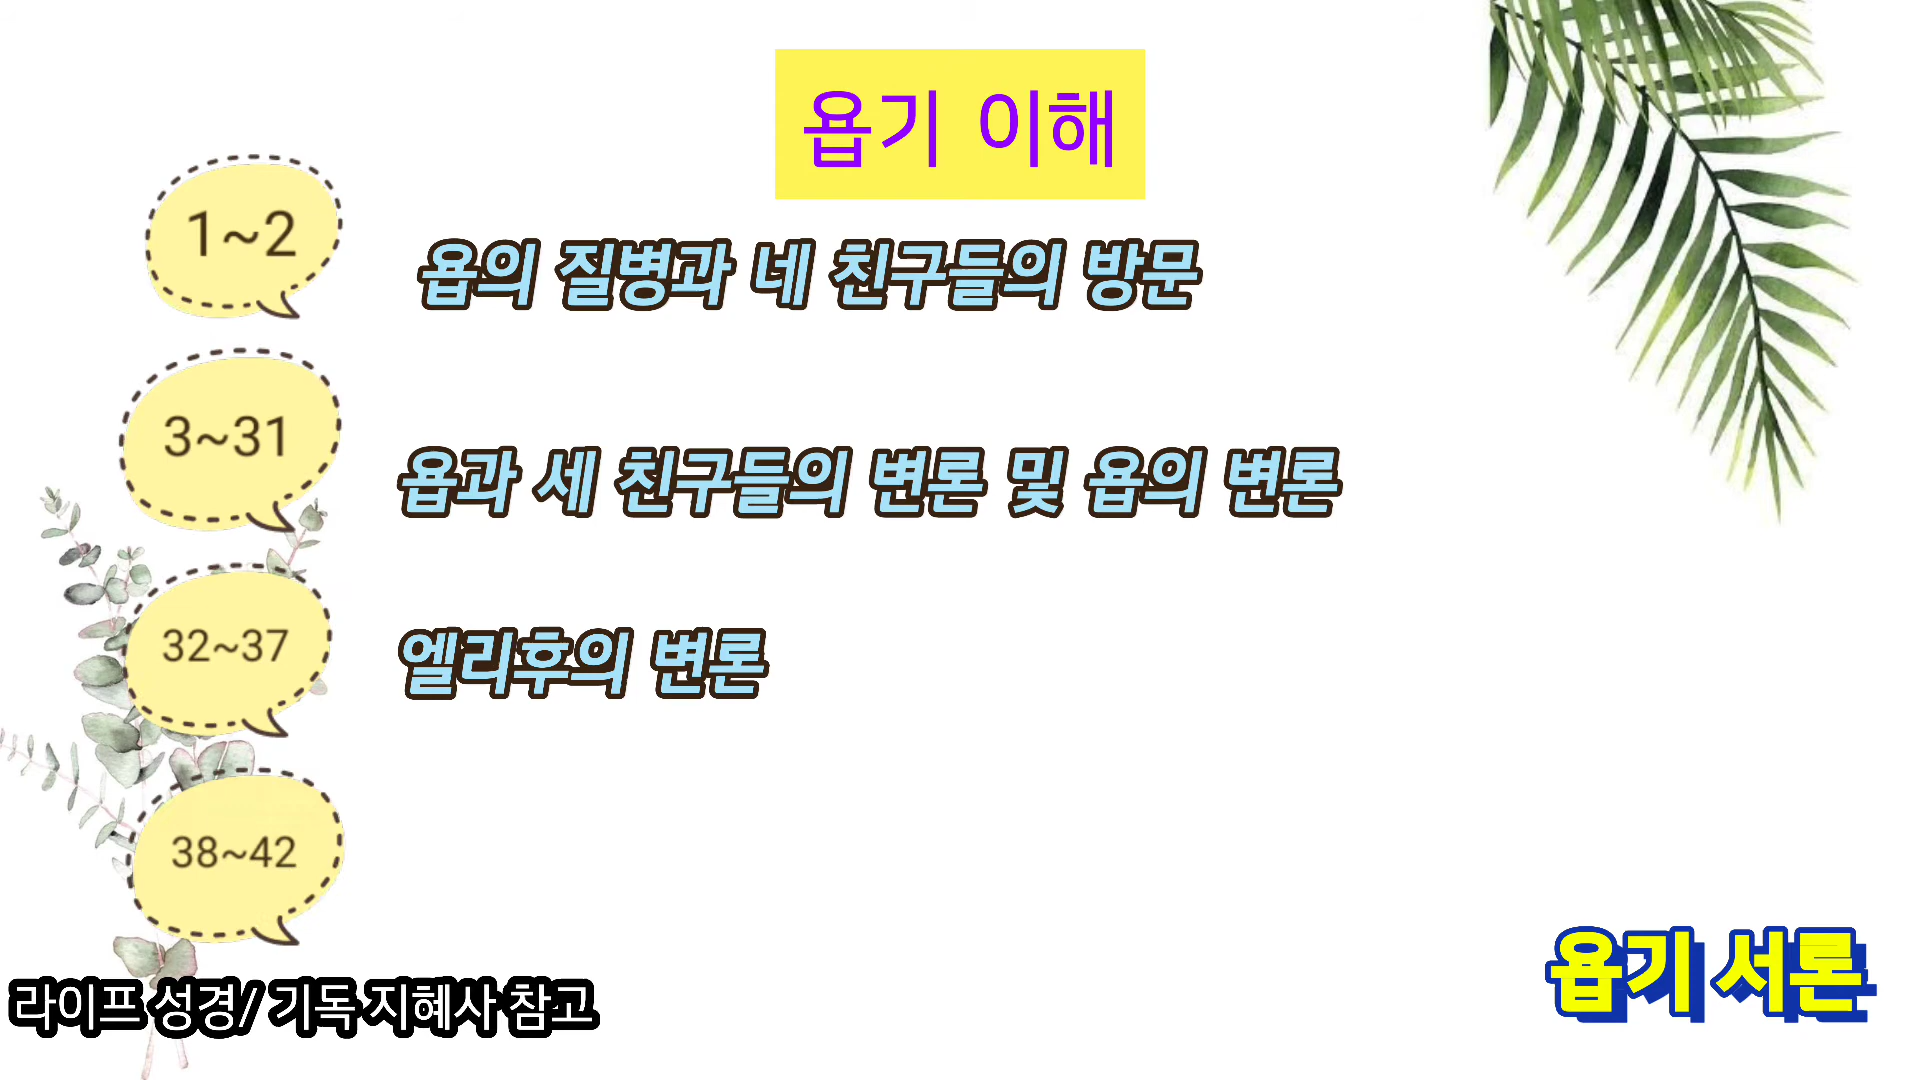 욥기 이해
1~2
욥의 질병과 네 친구들의 방문
3~31
욥과 세 친구들의 변론 및 욥의 변론
32~37
엘리후의 변론
38~42
욥기 서론
라이프 성경/ 기독 지혜사 참고